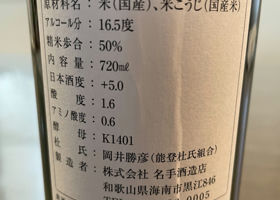 原材料名：米（国産）、米こうじ（国産米）
アルコール分：16.5度
精米歩合：50%
内容量：720ml
日本酒度：+5.0
酸度：1.6
アミノ酸度：0.6
酵母：K1401
杜氏：岡井勝彦（能登杜氏組合）
製造者：株式会社 名手酒造店
和歌山県海南市黒江846
0005